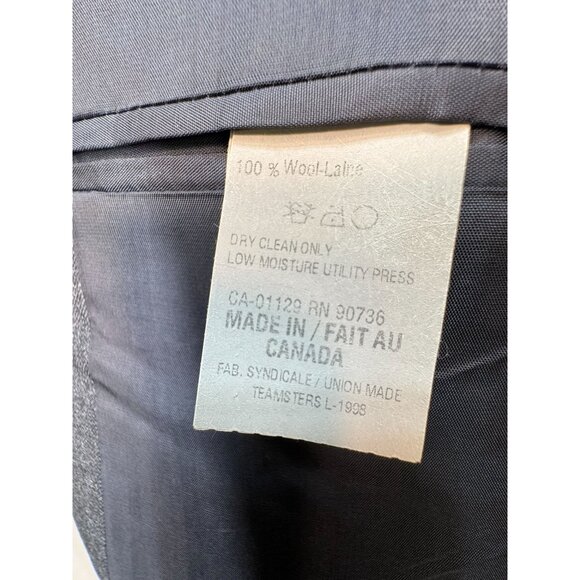 100 % Wool-Laine
DRY CLEAN ONLY
LOW MOISTURE UTILITY PRESS
CA-01129 RN 90736
MADE IN / FAIT AU
CANADA
FAB. SYNDICALE / UNION MADE
TEAMSTERS L-1998